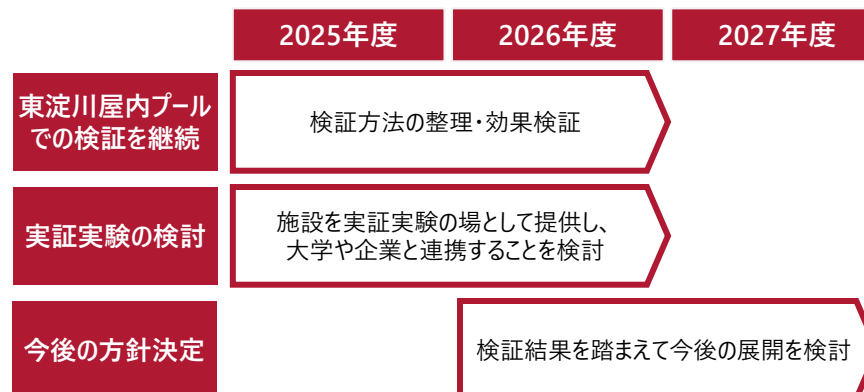 2025年度
2026年度
2027年度
東淀川屋内プール
での検証を継続
検証方法の整理・効果検証
実証実験の検討
施設を実証実験の場として提供し、
大学や企業と連携することを検討
今後の方針決定
検証結果を踏まえて今後の展開を検討